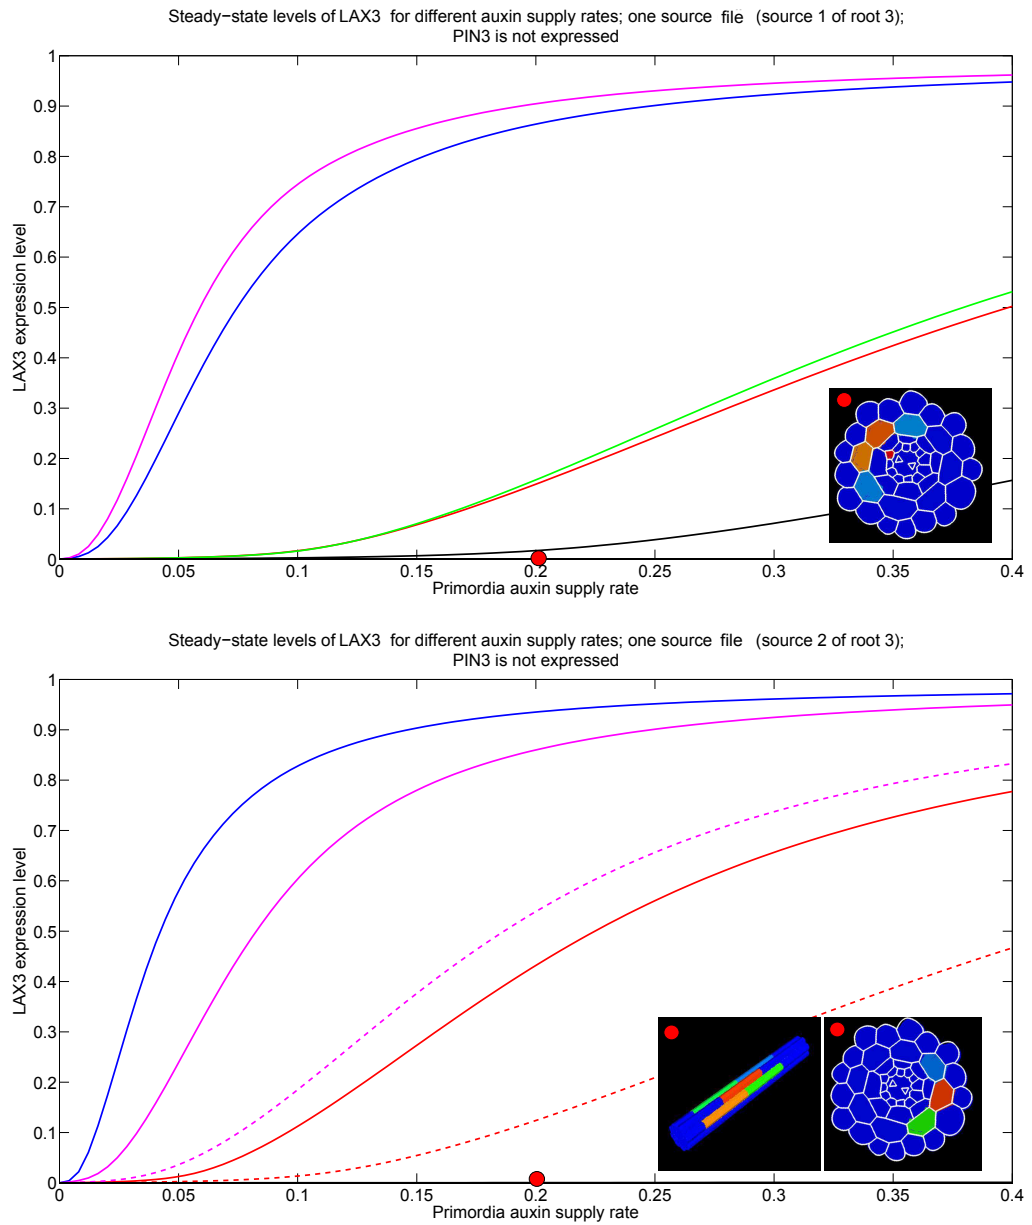 Steady−state levels of LAX3 for different auxin supply rates; one source file (source 1 of root 3);
PIN3 is not expressed
1
0.9
0.8
0.7
0.6
0.5
0.4
0.3
0.2
0.1
0
LAX3 expression level
0 0.05 0.1 0.15 0.2 0.25 0.3 0.35 0.4
Primordia auxin supply rate
Steady−state levels of LAX3 for different auxin supply rates; one source file (source 2 of root 3);
PIN3 is not expressed
1
0.9
0.8
0.7
0.6
0.5
0.4
0.3
0.2
0.1
0
LAX3 expression level
0 0.05 0.1 0.15 0.2 0.25 0.3 0.35 0.4
Primordia auxin supply rate